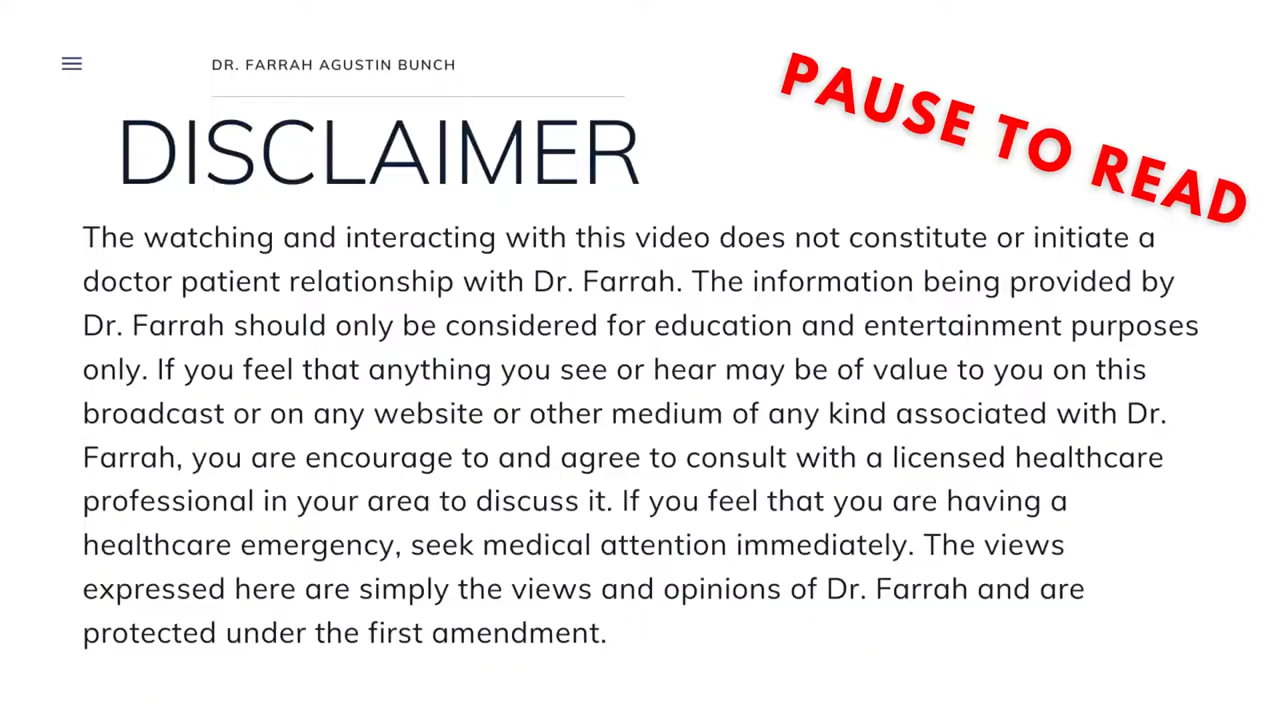 DR. FARRAH AGUSTIN BUNCH
PAUSE TO READ
DISCLAIMER
The watching and interacting with this video does not constitute or initiate a
doctor patient relationship with Dr. Farrah. The information being provided by
Dr. Farrah should only be considered for education and entertainment purposes
only. If you feel that anything you see or hear may be of value to you on this
broadcast or on any website or other medium of any kind associated with Dr.
Farrah, you are encourage to and agree to consult with a licensed healthcare
professional in your area to discuss it. If you feel that you are having a
healthcare emergency, seek medical attention immediately. The views
expressed here are simply the views and opinions of Dr. Farrah and are
protected under the first amendment.